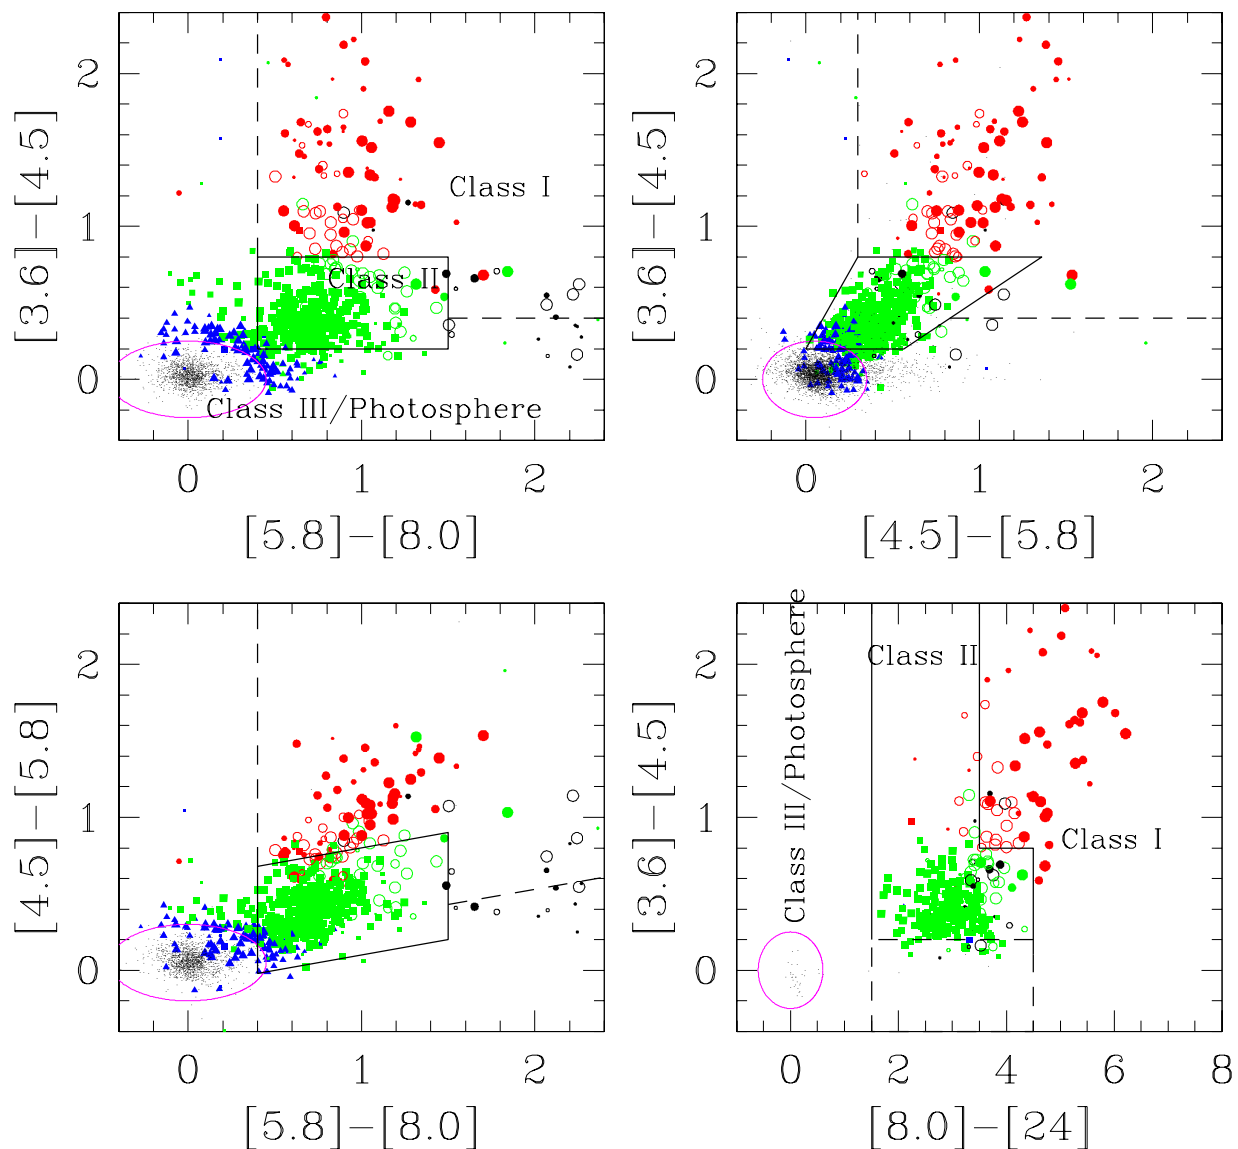 [3.6]−[4.5]
2
1
0
Class I
Class II
Class III/Photosphere
0 1 2
[5.8]−[8.0]
[3.6]−[4.5]
2
1
0
0 1 2
[4.5]−[5.8]
[4.5]−[5.8]
2
1
0
0 1 2
[5.8]−[8.0]
[3.6]−[4.5]
2
1
0
Class III/Photosphere
Class II
Class I
0 2 4 6 8
[8.0]−[24]